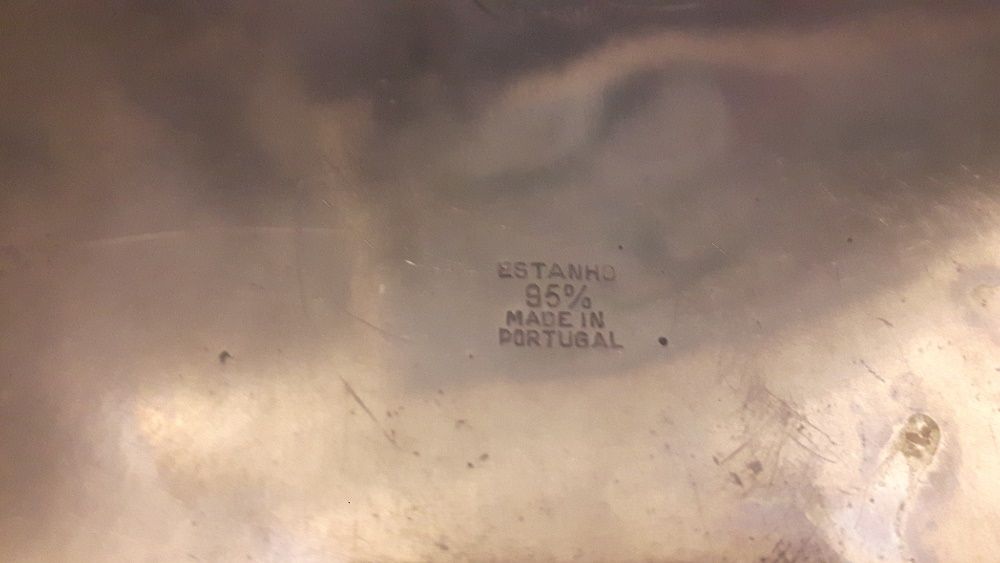 ESTANHO
95%
MADE IN
PORTUGAL